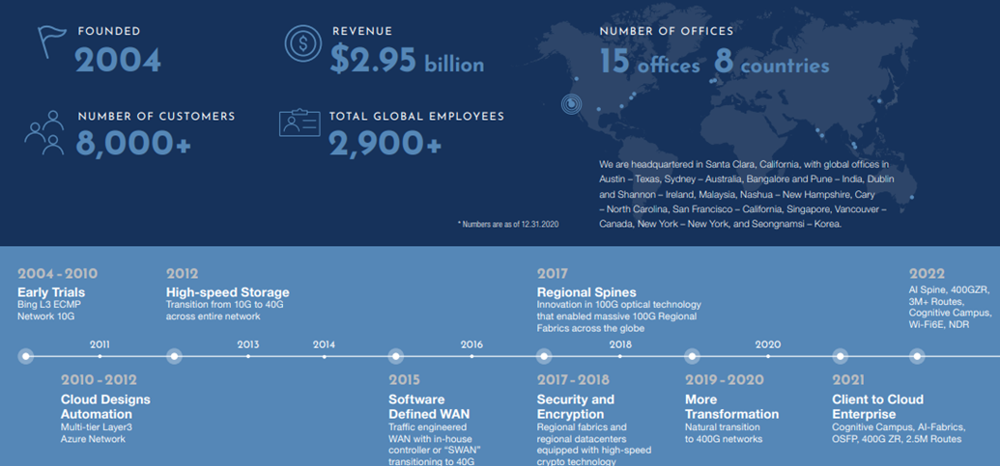 FOUNDED
2004
REVENUE
$2.95 billion
NUMBER OF OFFICES
15 offices 8 countries
NUMBER OF CUSTOMERS
8,000+
TOTAL GLOBAL EMPLOYEES
2,900+
We are headquartered in Santa Clara, California, with global offices in
Austin – Texas, Sydney – Australia, Bangalore and Pune – India, Dublin
and Shannon – Ireland, Malaysia, Nashua – New Hampshire, Cary
– North Carolina, San Francisco – California, Singapore, Vancouver –
Canada, New York – New York, and Seongnamsi – Korea.
* Numbers are as of 12.31.2020
2004-2010
Early Trials
Bing L3 ECMP
Network 10G
2012
High-speed Storage
Transition from 10G to 40G
across entire network
2017
Regional Spines
Innovation in 100G optical technology
that enabled massive 100G Regional
Fabrics across the globe
2022
AI Spine, 400GZR,
3M+ Routes,
Cognitive Campus,
Wi-Fi6E, NDR
2011
2013
2014
2016
2018
2020
2010-2012
Cloud Designs
Automation
Multi-tier Layer3
Azure Network
2015
Software
Defined WAN
Traffic engineered
WAN with in-house
controller or “SWAN”
transitioning to 40G
2017-2018
Security and
Encryption
Regional fabrics and
regional datacenters
equipped with high-speed
crypto technology
2019-2020
More
Transformation
Natural transition
to 400G networks
2021
Client to Cloud
Enterprise
Cognitive Campus, AI-Fabrics,
OSFP, 400G ZR, 2.5M Routes